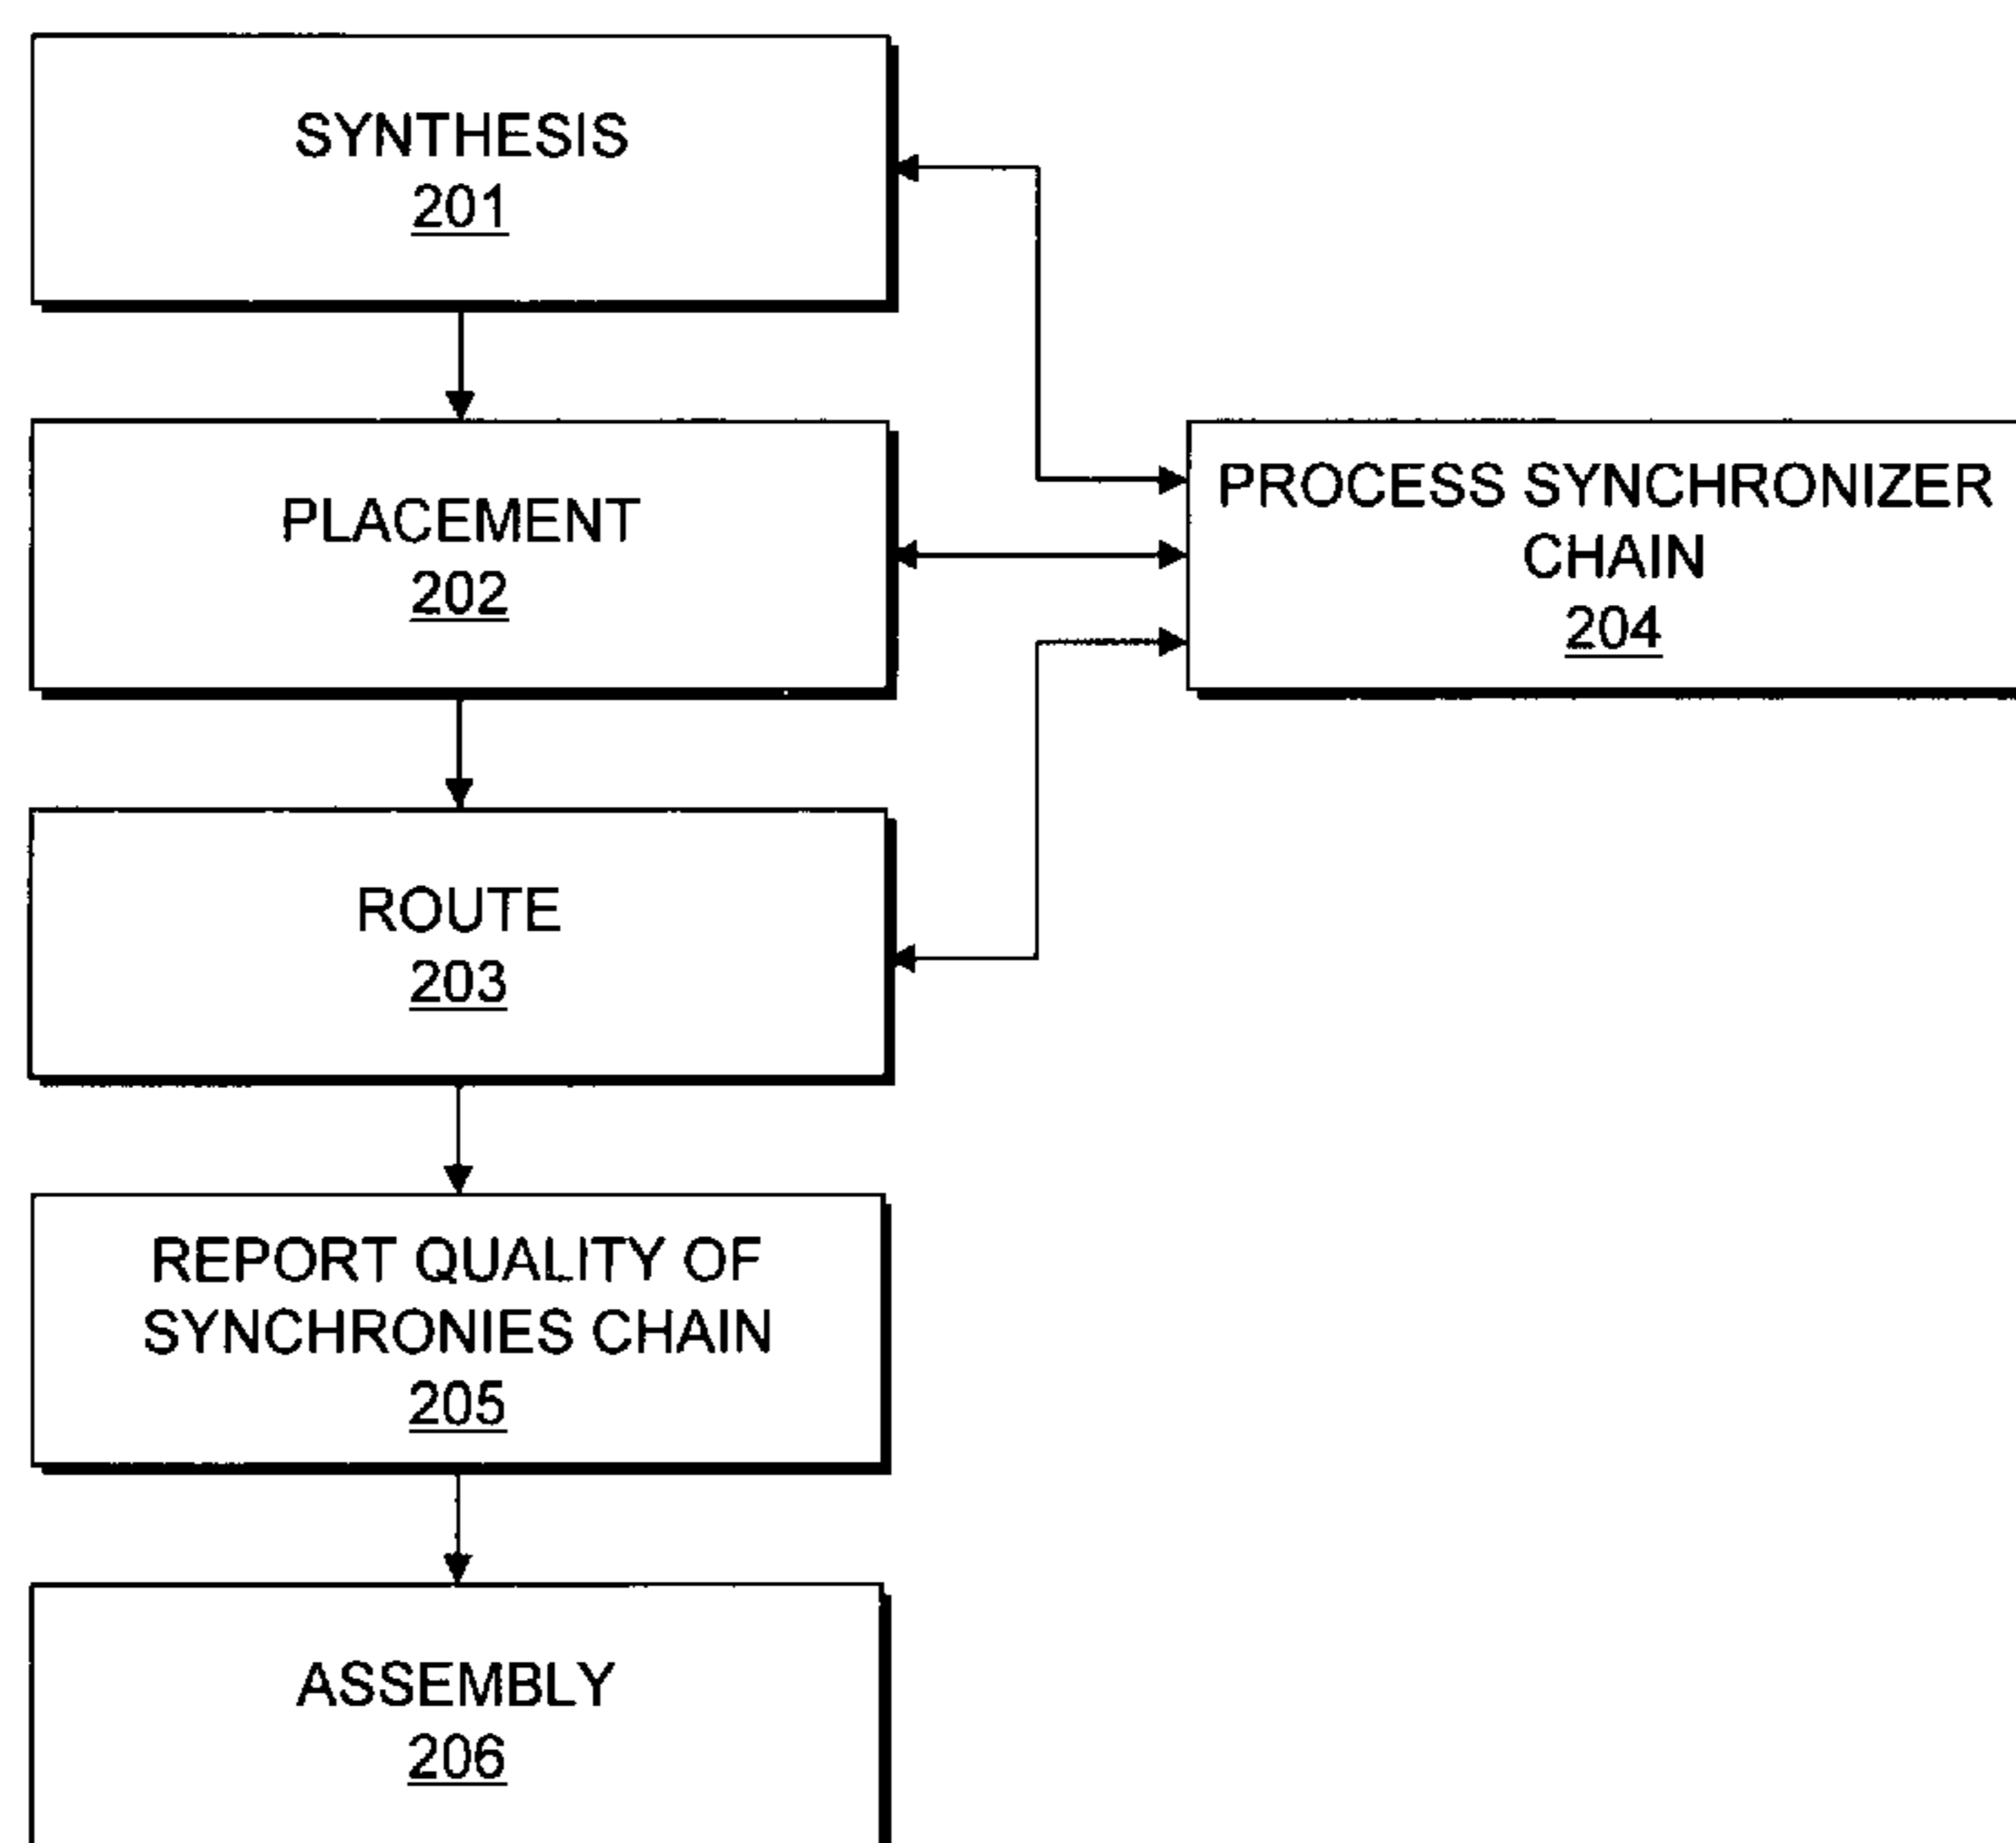 SYNTHESIS
201
PLACEMENT
202
PROCESS SYNCHRONIZER
CHAIN
204
ROUTE
203
REPORT QUALITY OF
SYNCHRONIES CHAIN
205
ASSEMBLY
206